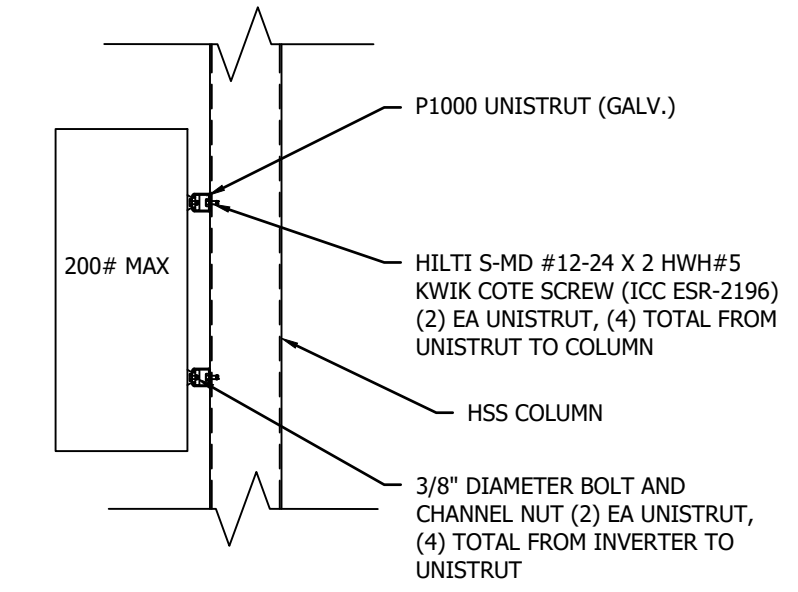 P1000 UNISTRUT (GALV.)
200# MAX
HILTI S-MD #12-24 X 2 HWH#5
KWIK COTE SCREW (ICC ESR-2196)
(2) EA UNISTRUT, (4) TOTAL FROM
UNISTRUT TO COLUMN
HSS COLUMN
3/8" DIAMETER BOLT AND
CHANNEL NUT (2) EA UNISTRUT,
(4) TOTAL FROM INVERTER TO
UNISTRUT